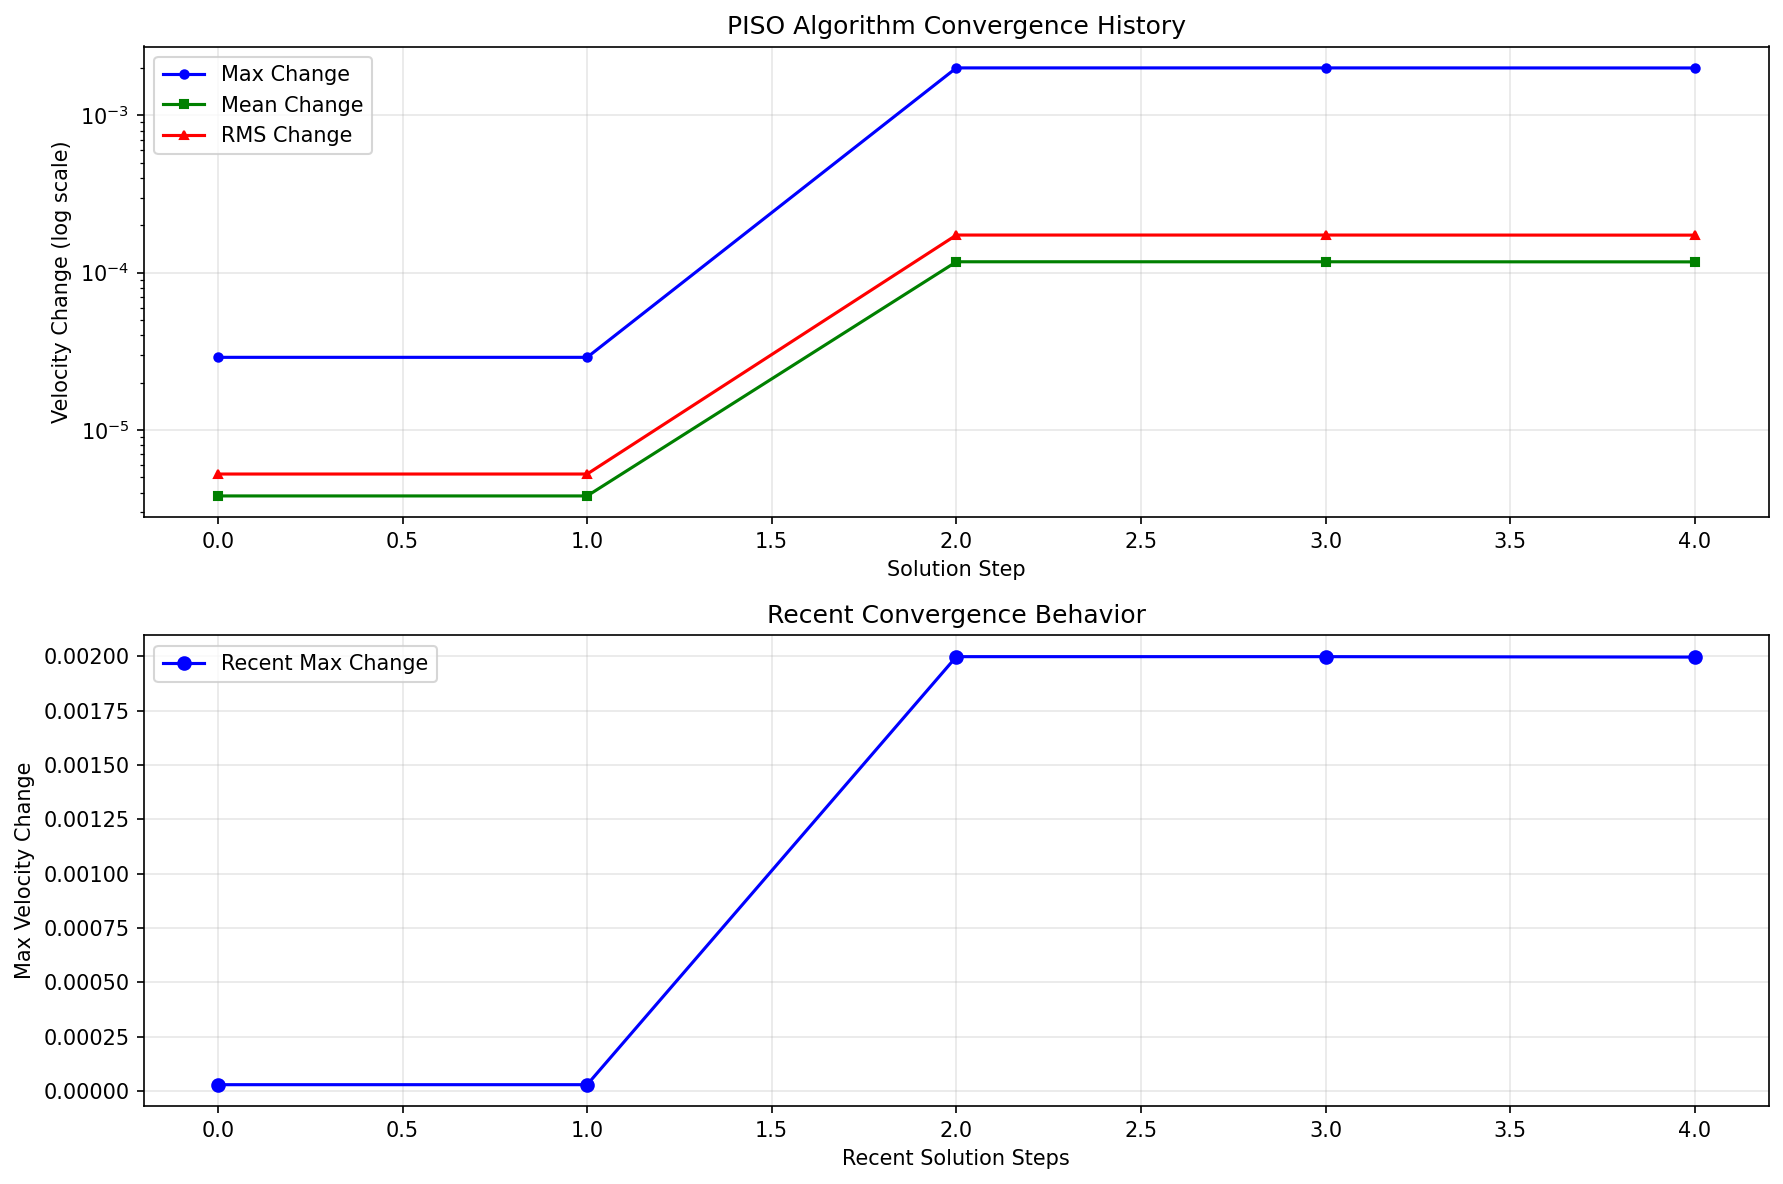 PISO Algorithm Convergence History
Max Change
Mean Change
RMS Change
10⁻³
10⁻⁴
10⁻⁵
Velocity Change (log scale)
0.0 0.5 1.0 1.5 2.0 2.5 3.0 3.5 4.0
Solution Step
Recent Convergence Behavior
Recent Max Change
0.00200
0.00175
0.00150
0.00125
0.00100
0.00075
0.00050
0.00025
0.00000
Max Velocity Change
0.0 0.5 1.0 1.5 2.0 2.5 3.0 3.5 4.0
Recent Solution Steps